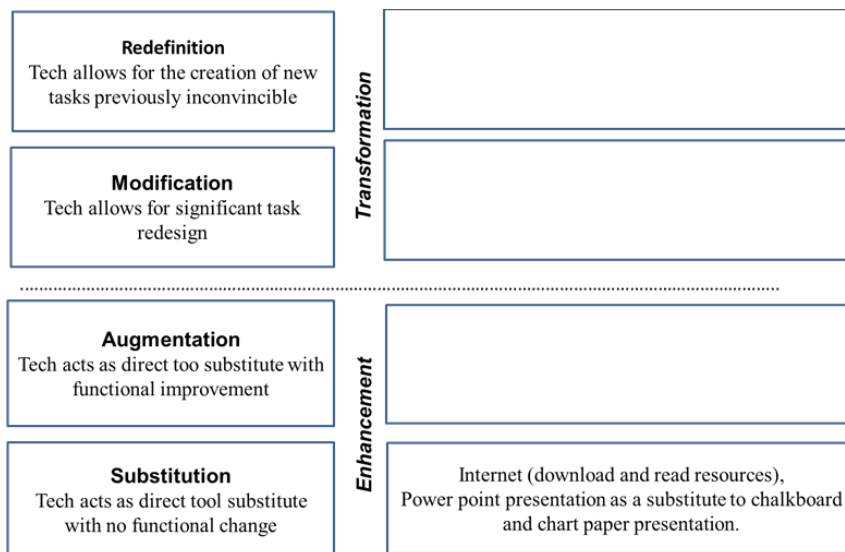 Redefinition
Tech allows for the creation of new
tasks previously inconvincible
Transformation
Modification
Tech allows for significant task
redesign
Augmentation
Tech acts as direct too substitute with
functional improvement
Enhancement
Substitution
Tech acts as direct tool substitute
with no functional change
Internet (download and read resources),
Power point presentation as a substitute to chalkboard
and chart paper presentation.